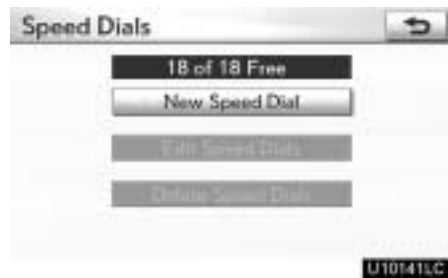 Speed Dials
18 of 18 Free
New Speed Dial
Edit Speed Dials
Delete Speed Dials
U10141LC